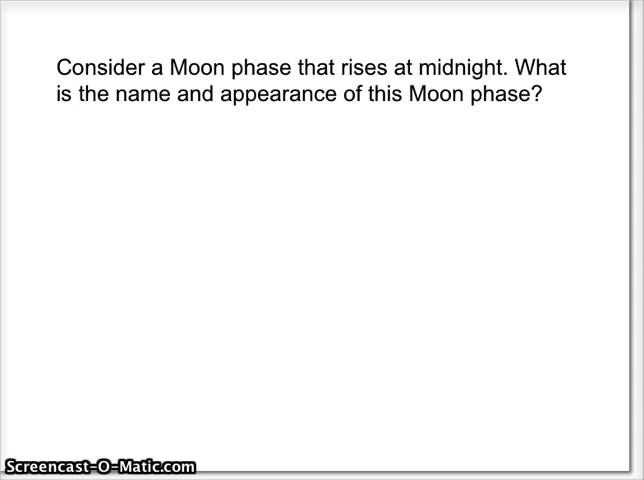 Consider a Moon phase that rises at midnight. What
is the name and appearance of this Moon phase?
Screencast-O-Matic.com